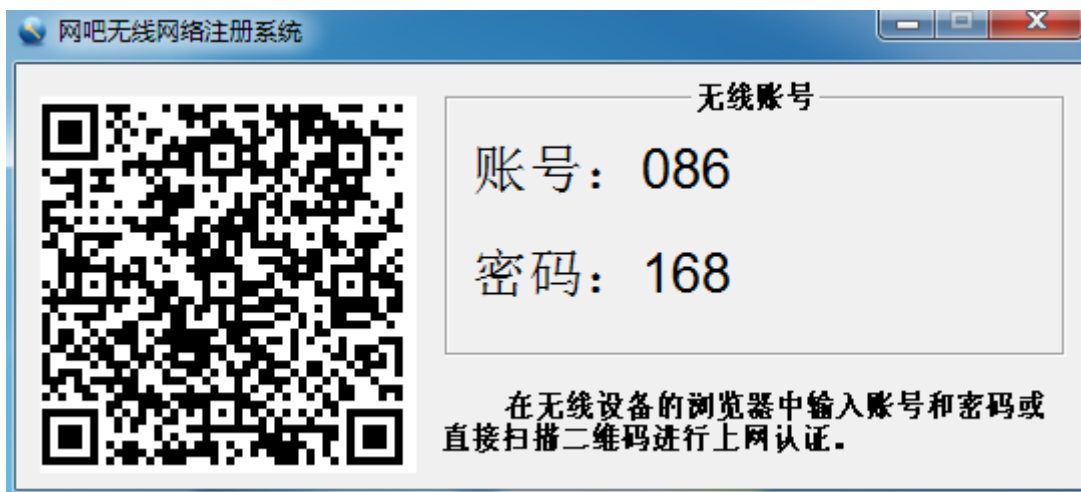 网吧无线网络注册系统
无线账号
账号：086
密码：168
在无线设备的浏览器中输入账号和密码或
直接扫描二维码进行上网认证。